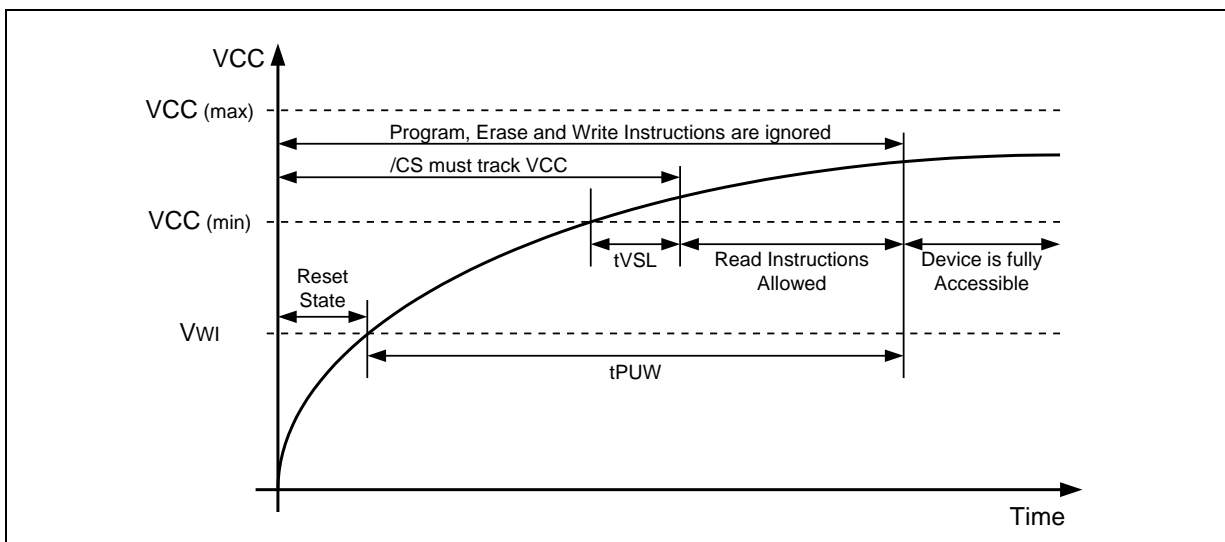 VCC
VCC (max)
Program, Erase and Write Instructions are ignored
/CS must track VCC
VCC (min)
tVSL
Read Instructions
Allowed
Device is fully
Accessible
Reset
State
VWI
tPUW
Time